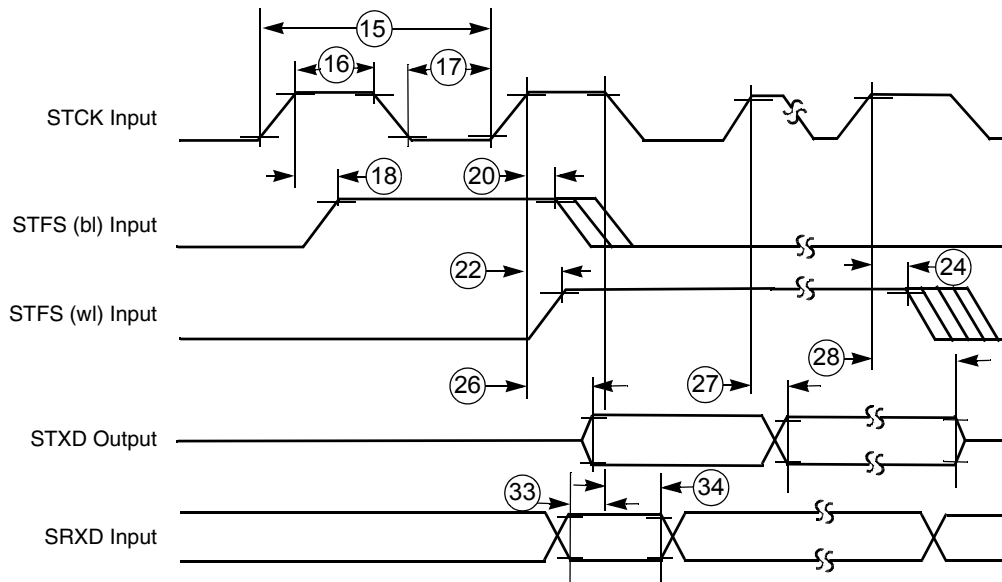 15
16
17
STCK Input
18
20
STFS (bl) Input
22
24
STFS (wl) Input
26
27
28
STXD Output
33
34
SRXD Input